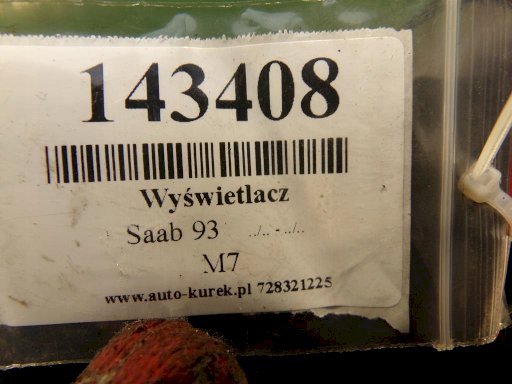 143408
Wyświetlacz
Saab 93 ../.. - ../..
M7
www.auto-kurek.pl 728321225